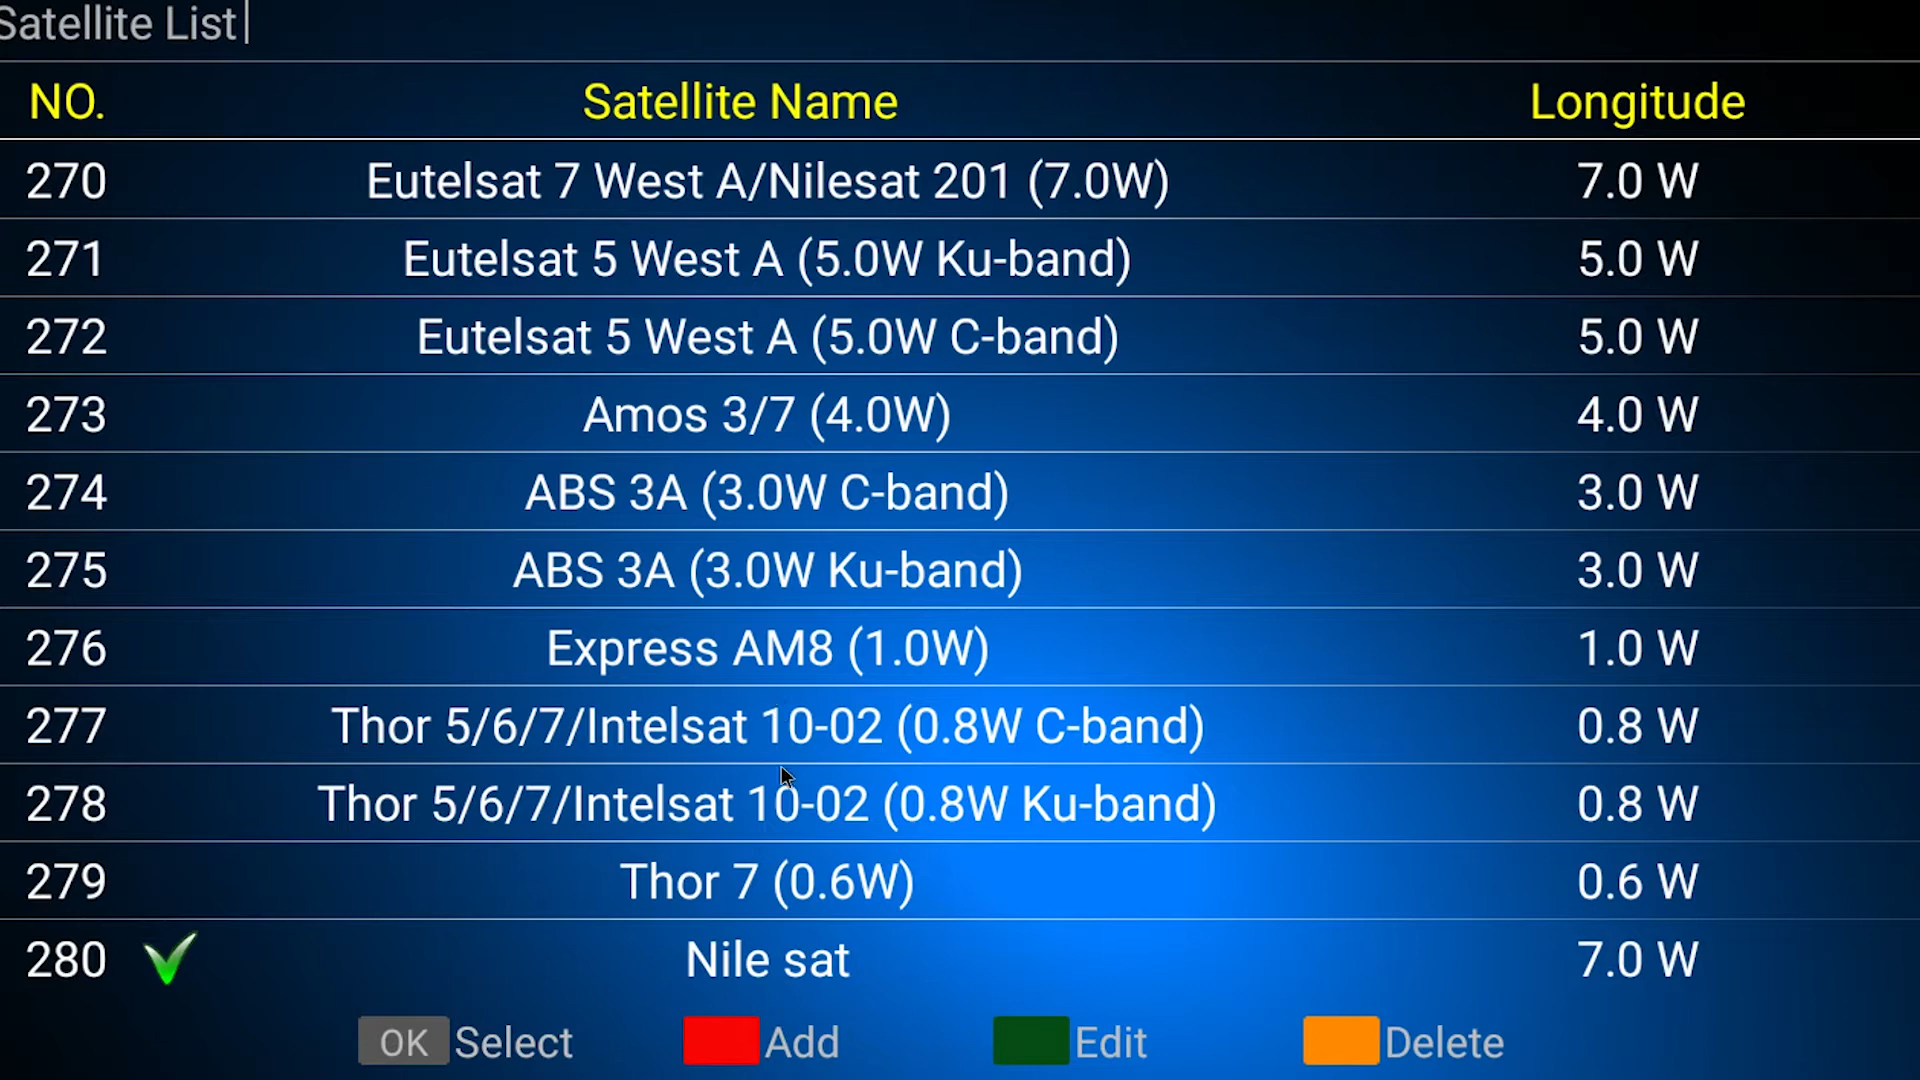 Satellite List
NO. Satellite Name Longitude
270 Eutelsat 7 West A/Nilesat 201 (7.0W) 7.0 W
271 Eutelsat 5 West A (5.0W Ku-band) 5.0 W
272 Eutelsat 5 West A (5.0W C-band) 5.0 W
273 Amos 3/7 (4.0W) 4.0 W
274 ABS 3A (3.0W C-band) 3.0 W
275 ABS 3A (3.0W Ku-band) 3.0 W
276 Express AM8 (1.0W) 1.0 W
277 Thor 5/6/7/Intelsat 10-02 (0.8W C-band) 0.8 W
278 Thor 5/6/7/Intelsat 10-02 (0.8W Ku-band) 0.8 W
279 Thor 7 (0.6W) 0.6 W
280 Nile sat 7.0 W
OK Select Add Edit Delete